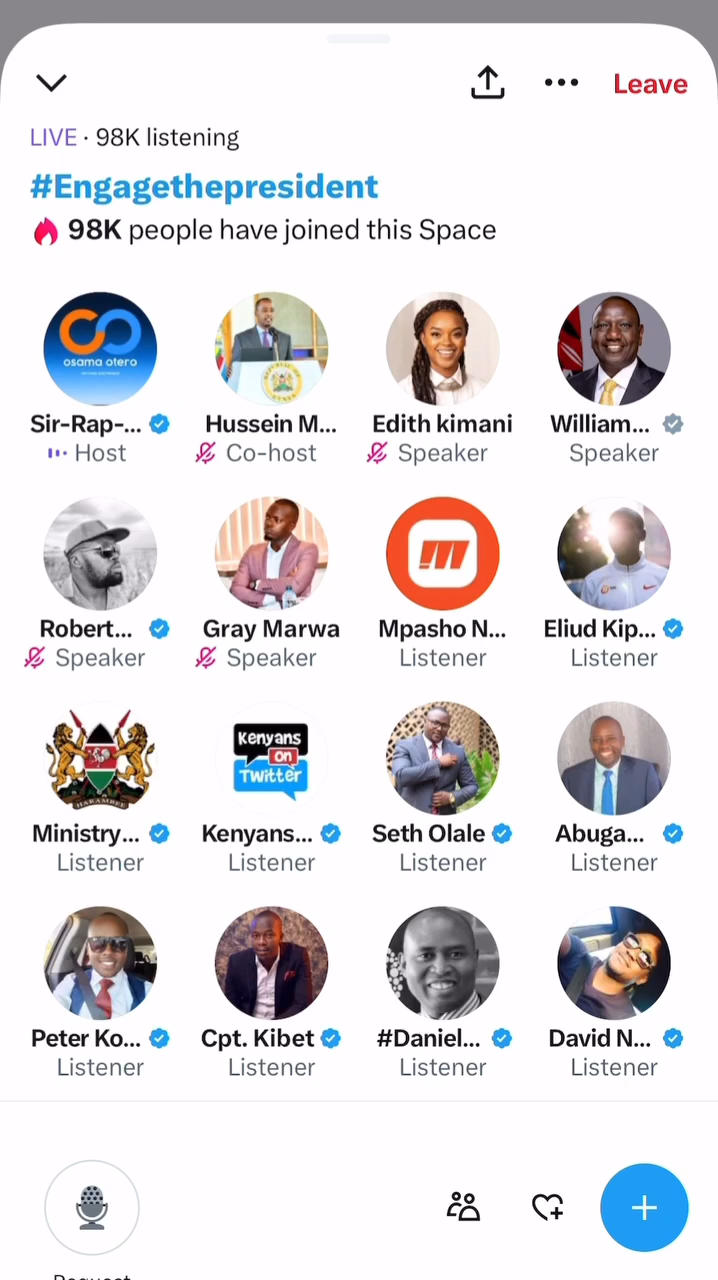 Leave
LIVE · 98K listening
#Engagethepresident
98K people have joined this Space
osama otero
Sir-Rap-...
Hussein M...
Edith kimani
William...
Host
Co-host
Speaker
Speaker
Robert...
Gray Marwa
Mpasho N...
Eliud Kip...
Speaker
Speaker
Listener
Listener
HARAMBEE
Kenyans
on
Twitter
Ministry...
Kenyans...
Seth Olale
Abuga...
Listener
Listener
Listener
Listener
Peter Ko...
Cpt. Kibet
#Daniel...
David N...
Listener
Listener
Listener
Listener
Request